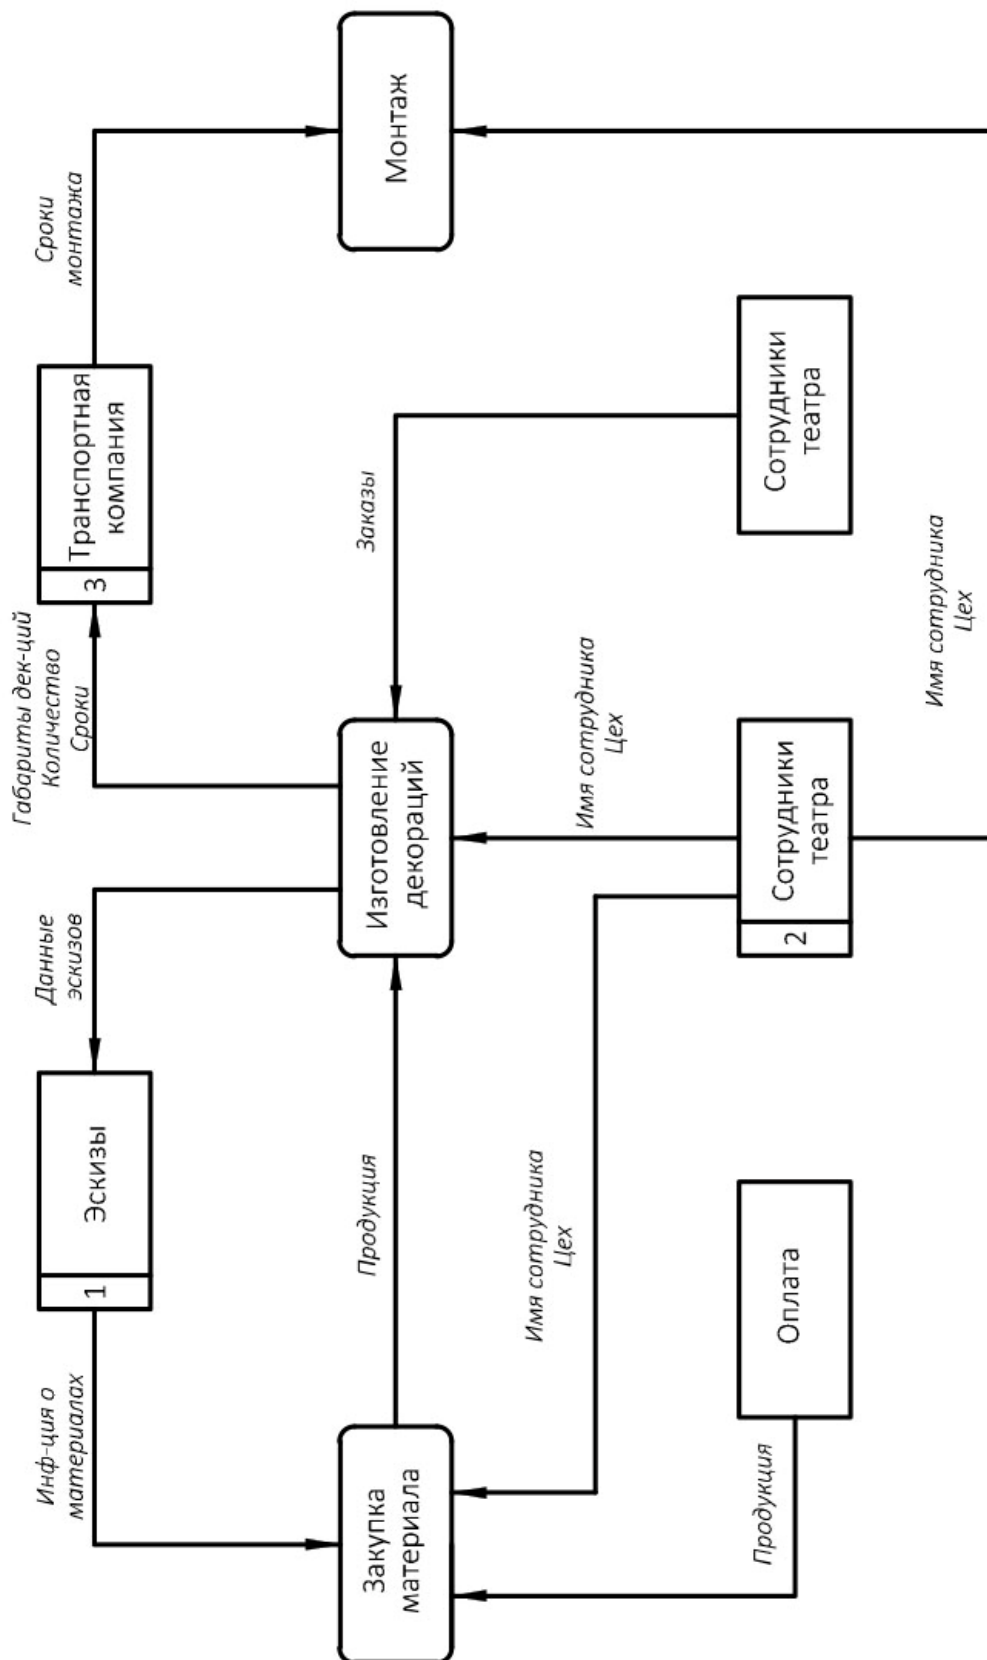 Инф-ция о
материалах
1
Эскизы
Данные
эскизов
Габариты дек-ций
Количество
Сроки
3
Транспортная
компания
Сроки
монтажа
Закупка
материала
Продукция
Изготовление
декораций
Заказы
Монтаж
Имя сотрудника
Цех
Имя сотрудника
Цех
Продукция
Оплата
2
Сотрудники
театра
Сотрудники
театра
Имя сотрудника
Цех